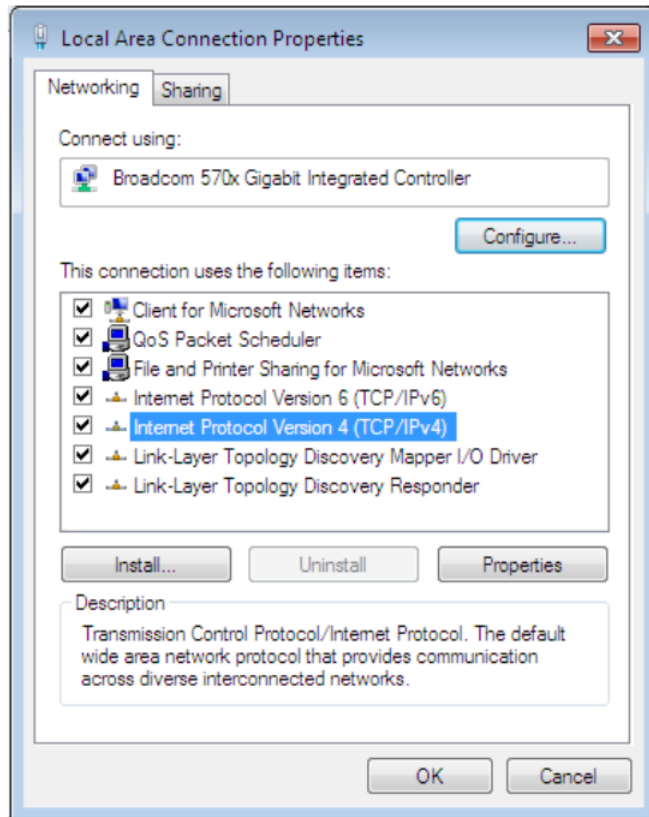 Local Area Connection Properties
Networking
Sharing
Connect using:
Broadcom 570x Gigabit Integrated Controller
Configure...
This connection uses the following items:
Client for Microsoft Networks
QoS Packet Scheduler
File and Printer Sharing for Microsoft Networks
Internet Protocol Version 6 (TCP/IPv6)
Internet Protocol Version 4 (TCP/IPv4)
Link-Layer Topology Discovery Mapper I/O Driver
Link-Layer Topology Discovery Responder
Install...
Uninstall
Properties
Description
Transmission Control Protocol/Internet Protocol. The default
wide area network protocol that provides communication
across diverse interconnected networks.
OK
Cancel